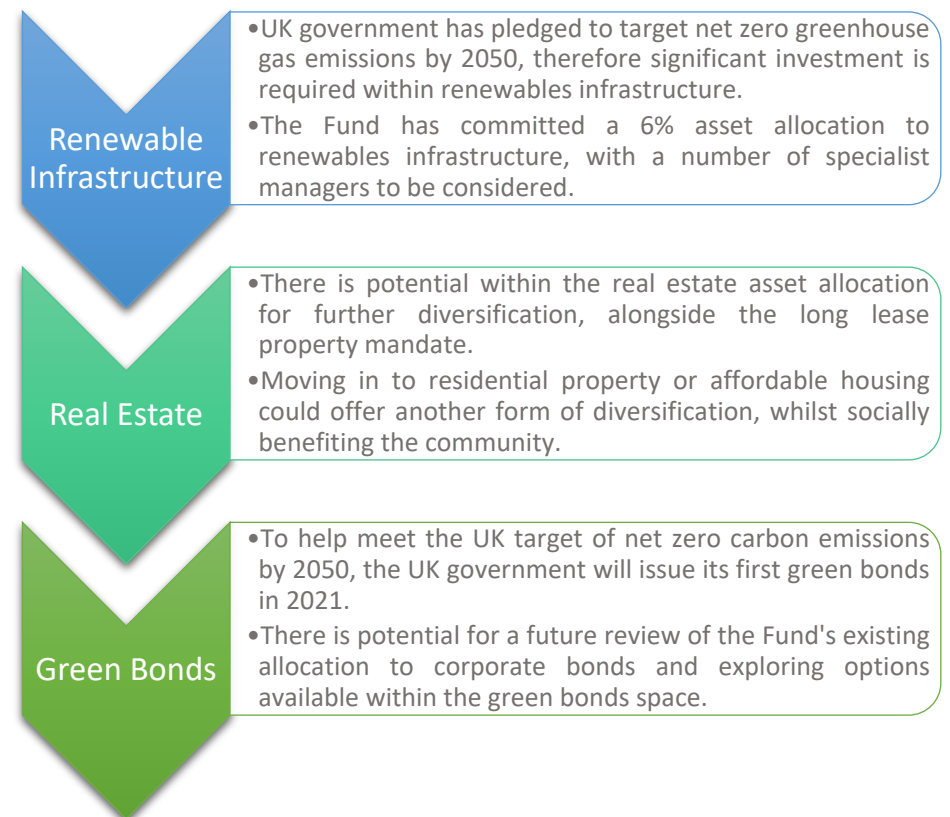 Renewable
Infrastructure
•UK government has pledged to target net zero greenhouse
gas emissions by 2050, therefore significant investment is
required within renewables infrastructure.
•The Fund has committed a 6% asset allocation to
renewables infrastructure, with a number of specialist
managers to be considered.
Real Estate
•There is potential within the real estate asset allocation
for further diversification, alongside the long lease
property mandate.
•Moving in to residential property or affordable housing
could offer another form of diversification, whilst socially
benefiting the community.
Green Bonds
•To help meet the UK target of net zero carbon emissions
by 2050, the UK government will issue its first green bonds
in 2021.
•There is potential for a future review of the Fund's existing
allocation to corporate bonds and exploring options
available within the green bonds space.